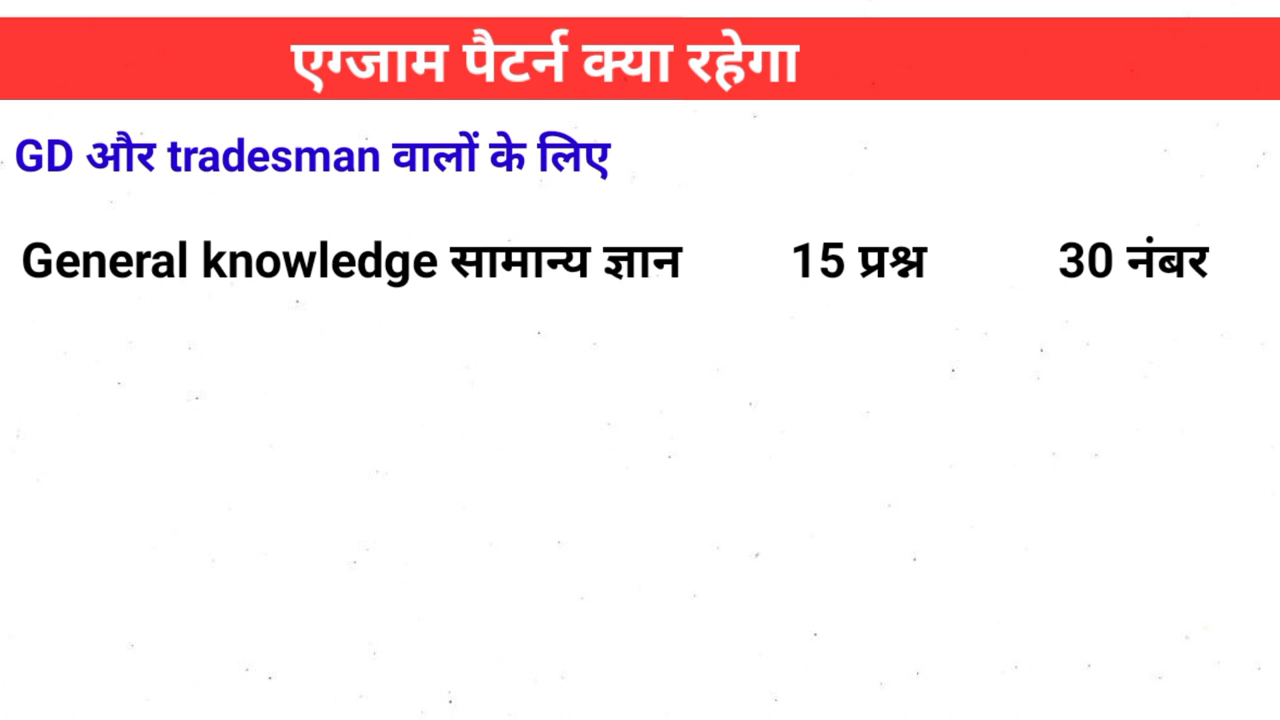 एग्जाम पैटर्न क्या रहेगा
GD और tradesman वालों के लिए
General knowledge सामान्य ज्ञान 15 प्रश्न 30 नंबर